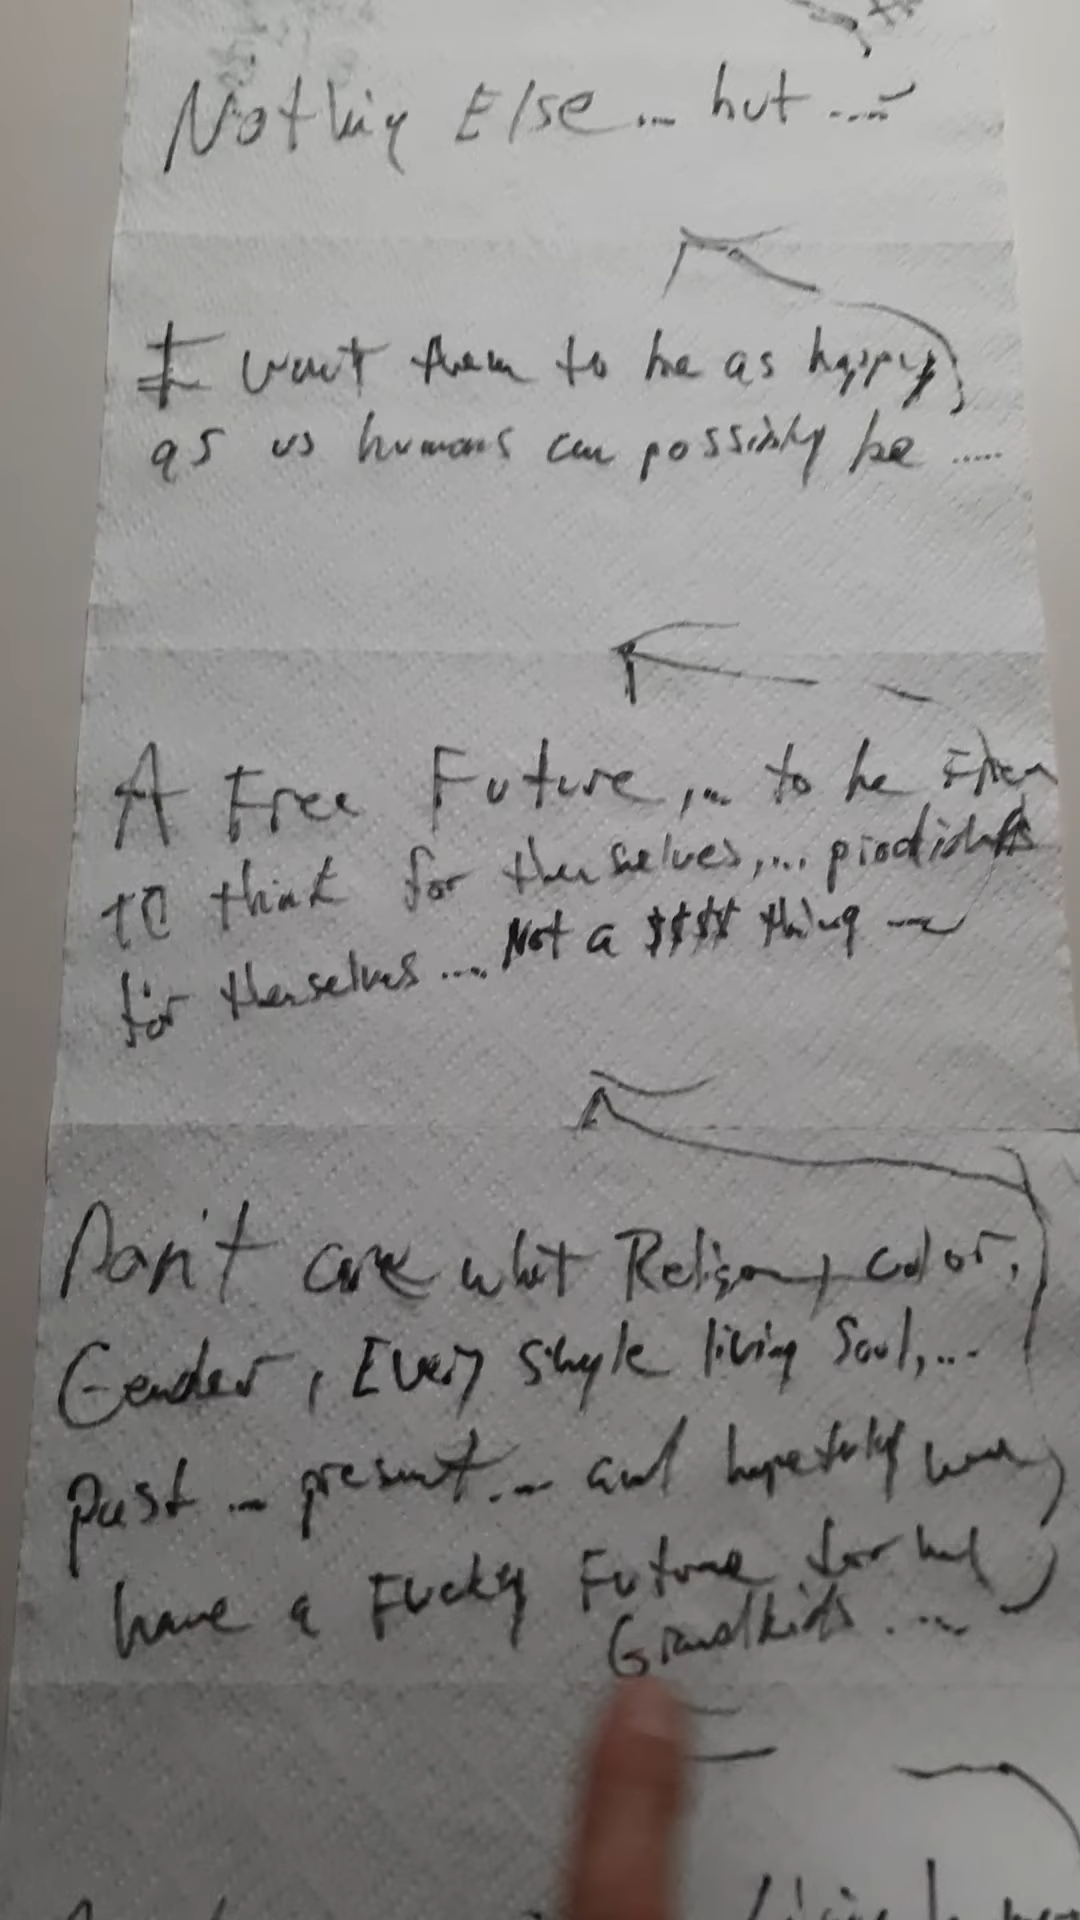 Nothing Else... but .....
I want them to be as happy
as us humans can possibly be .....
A Free Future,... to be Free
to think for themselves,... 
for themselves .... Not a $$$$ thing
Don't care what Religion, color,
Gender, Every single living Soul,...
past ... present ... and hopefully
have a Fucking Future for my
Grandkids ....